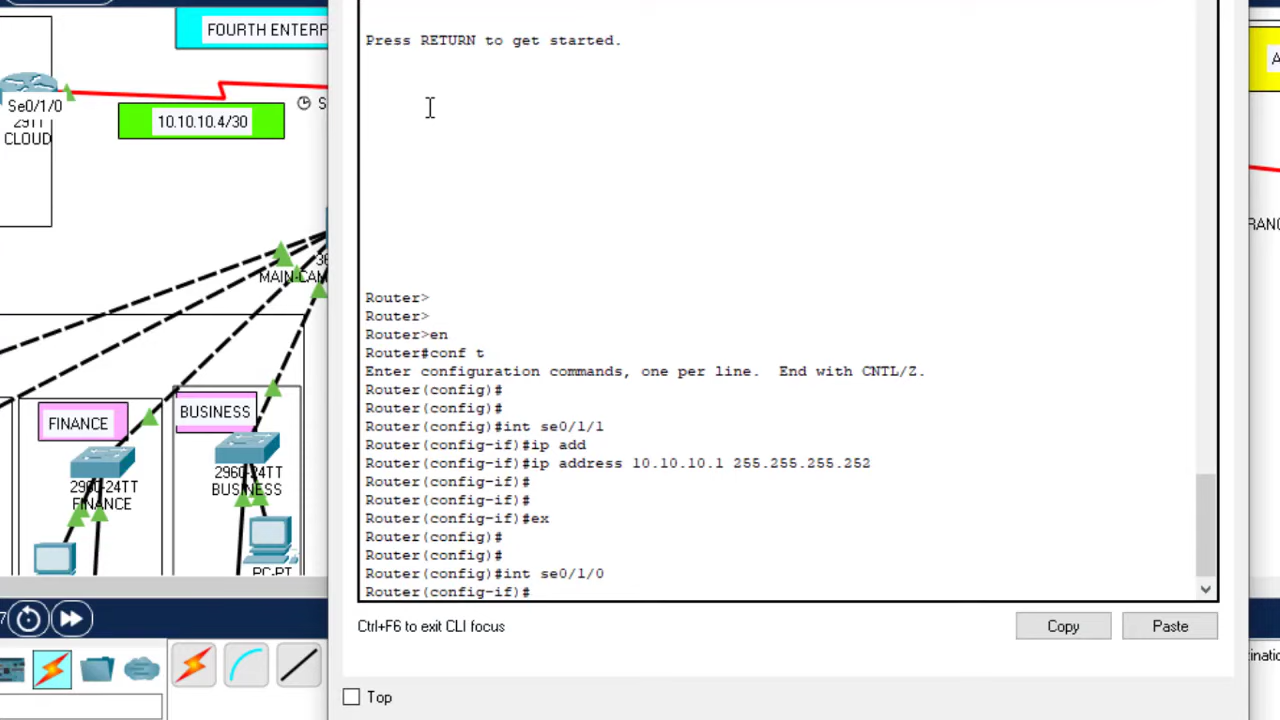 FOURTH ENTERP
Se0/1/0
2911
CLOUD
10.10.10.4/30
S
MAIN-CAM
FINANCE
BUSINESS
2960-24TT
FINANCE
2960-24TT
BUSINESS
PC-PT
Press RETURN to get started.
Router>
Router>
Router>en
Router#conf t
Enter configuration commands, one per line.  End with CNTL/Z.
Router(config)#
Router(config)#
Router(config)#int se0/1/1
Router(config-if)#ip add
Router(config-if)#ip address 10.10.10.1 255.255.255.252
Router(config-if)#
Router(config-if)#
Router(config-if)#ex
Router(config)#
Router(config)#
Router(config)#int se0/1/0
Router(config-if)#
Ctrl+F6 to exit CLI focus
Copy
Paste
Top
A
RANC
inatio